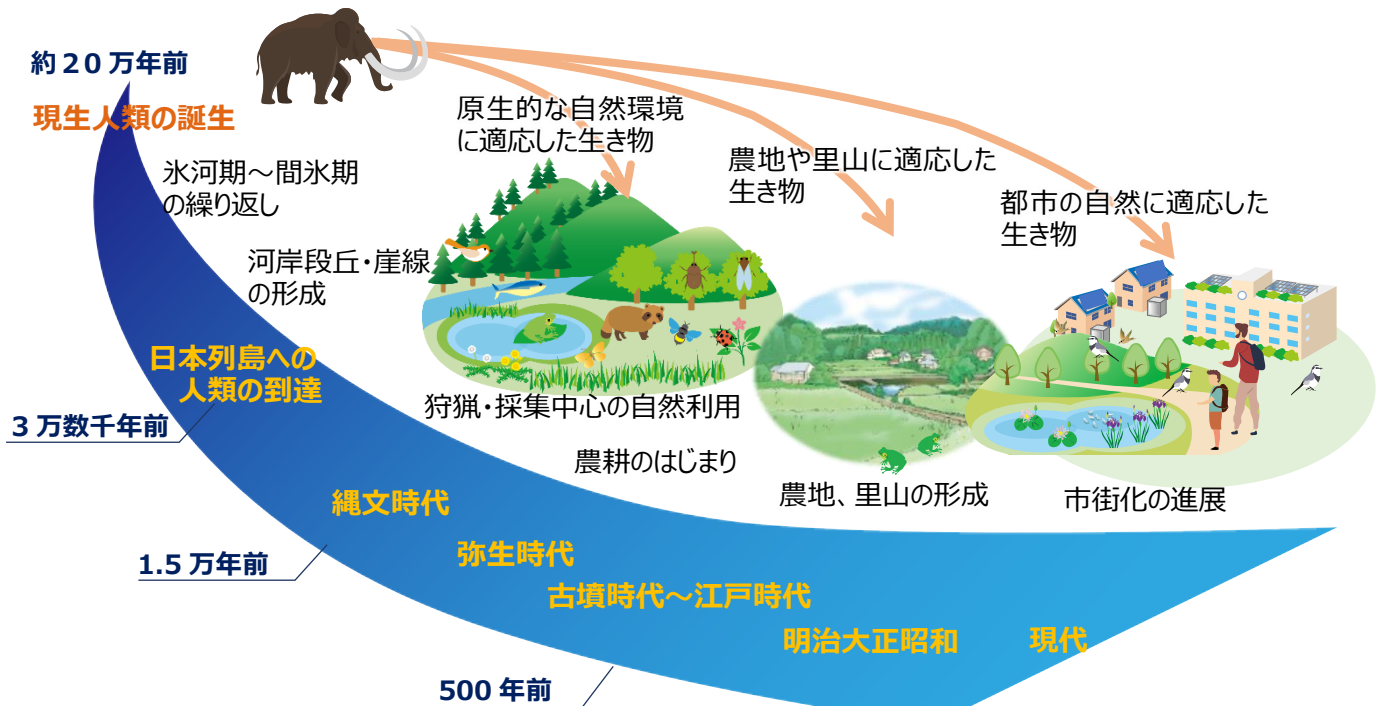 約20万年前
現生人類の誕生
氷河期～間氷期
の繰り返し
河岸段丘・崖線
の形成
日本列島への
人類の到達
3万数千年前
原生的な自然環境
に適応した生き物
農地や里山に適応した
生き物
都市の自然に適応した
生き物
狩猟・採集中心の自然利用
農耕のはじまり
農地、里山の形成
市街化の進展
縄文時代
1.5万年前
弥生時代
古墳時代～江戸時代
明治大正昭和
現代
500年前